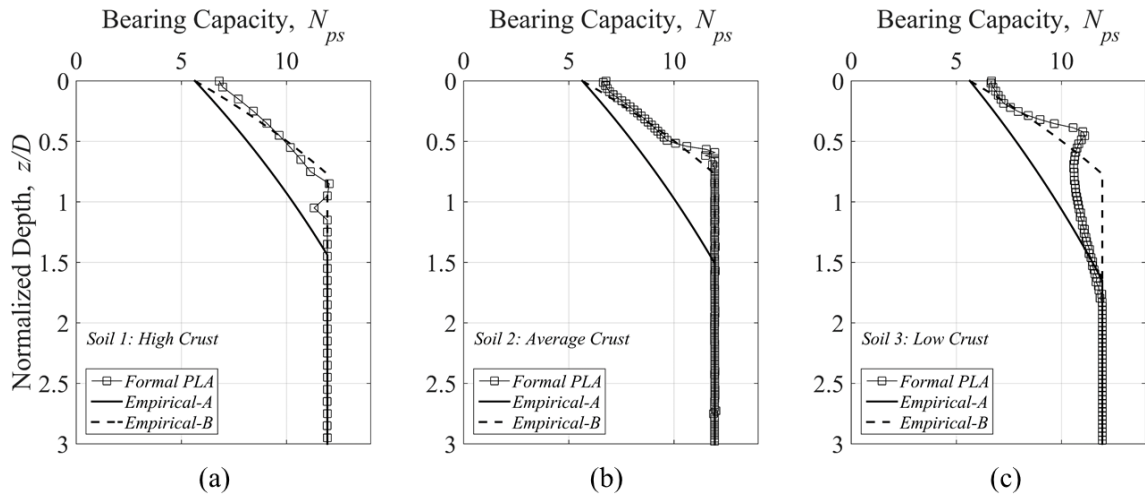 Bearing Capacity, N_ps
0 5 10
0
0.5
1
1.5
2
2.5
3
Normalized Depth, z/D
Soil 1: High Crust
Formal PLA
Empirical-A
Empirical-B
(a)
Bearing Capacity, N_ps
0 5 10
0
0.5
1
1.5
2
2.5
3
Soil 2: Average Crust
Formal PLA
Empirical-A
Empirical-B
(b)
Bearing Capacity, N_ps
0 5 10
0
0.5
1
1.5
2
2.5
3
Soil 3: Low Crust
Formal PLA
Empirical-A
Empirical-B
(c)